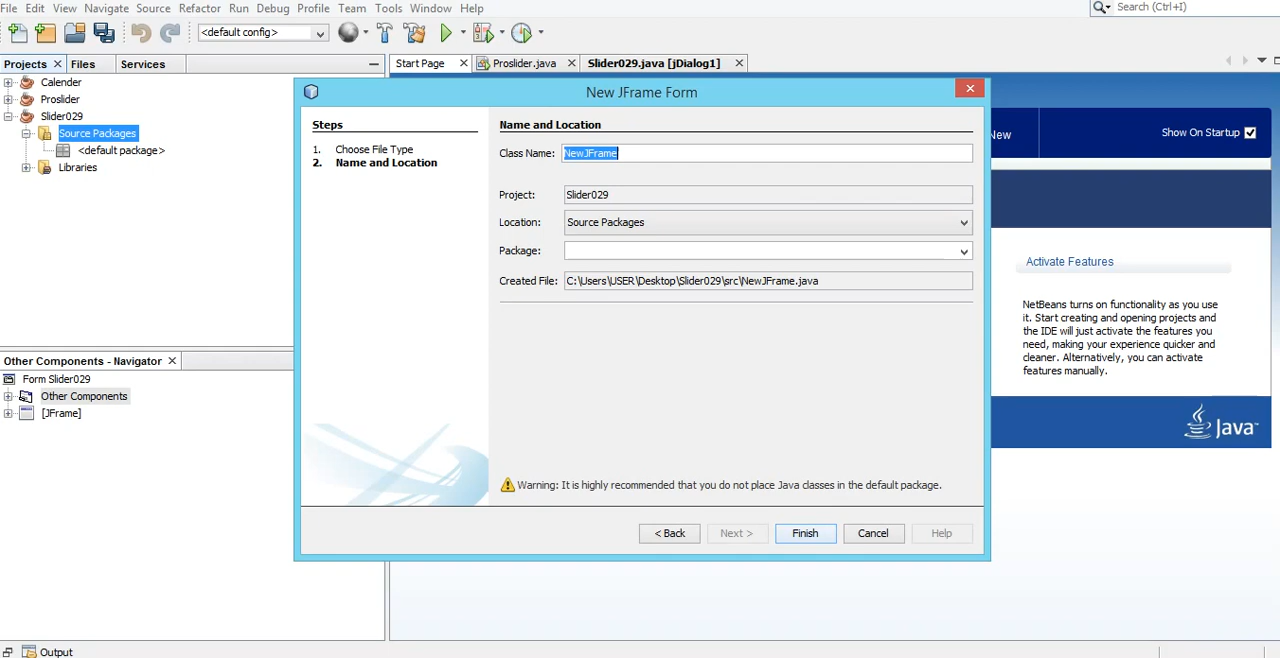 File Edit View Navigate Source Refactor Run Debug Profile Team Tools Window Help
Search (Ctrl+I)
<default config>
Projects Files Services
Start Page Proslider.java Slider029.java [jDialog1]
Calender
Proslider
Slider029
Source Packages
<default package>
Libraries
Other Components - Navigator
Form Slider029
Other Components
[JFrame]
New JFrame Form
Steps
1. Choose File Type
2. Name and Location
Name and Location
Class Name: NewJFrame
Project: Slider029
Location: Source Packages
Package:
Created File: C:\Users\USER\Desktop\Slider029\src\NewJFrame.java
Warning: It is highly recommended that you do not place Java classes in the default package.
< Back Next > Finish Cancel Help
New
Show On Startup
Activate Features
NetBeans turns on functionality as you use
it. Start creating and opening projects and
the IDE will just activate the features you
need, making your experience quicker and
cleaner. Alternatively, you can activate
features manually.
Java
Output